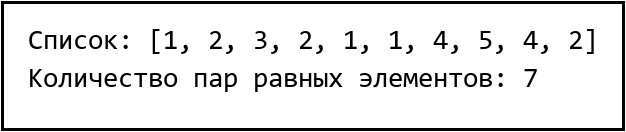 Список: [1, 2, 3, 2, 1, 1, 4, 5, 4, 2]
Количество пар равных элементов: 7